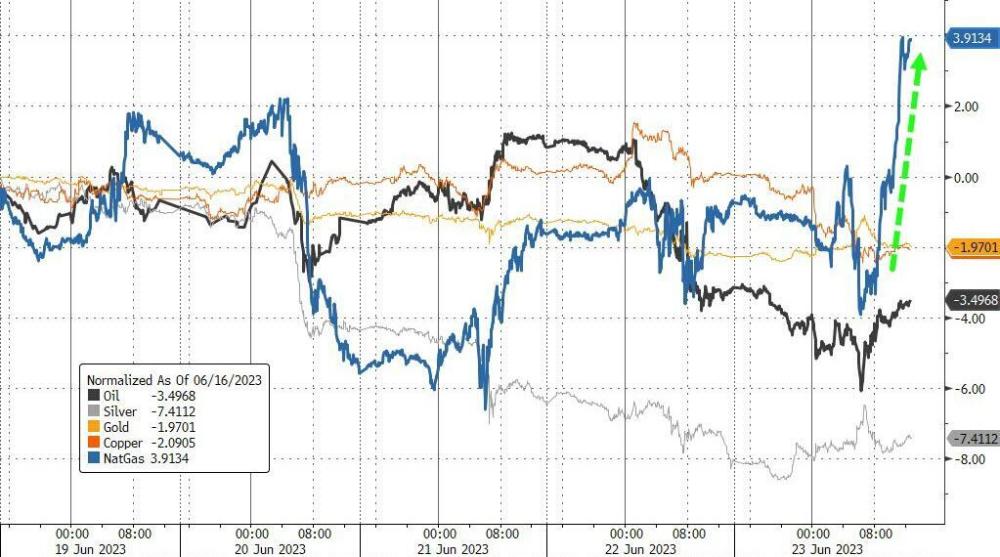 3.9134
2.00
0.00
-1.9701
-3.4968
-4.00
-6.00
-7.4112
-8.00
Normalized As Of 06/16/2023
Oil -3.4968
Silver -7.4112
Gold -1.9701
Copper -2.0905
NatGas 3.9134
00:00 08:00 00:00 08:00 00:00 08:00 00:00 08:00 00:00 08:00
19 Jun 2023 20 Jun 2023 21 Jun 2023 22 Jun 2023 23 Jun 2023